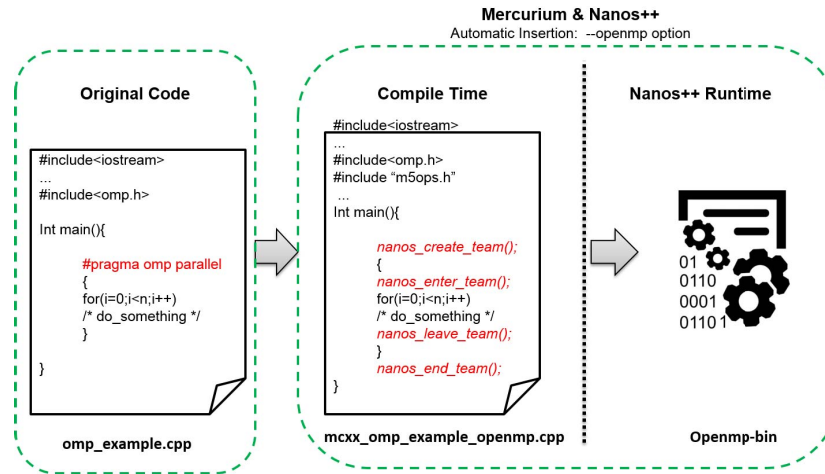 Mercurium & Nanos++
Automatic Insertion: --openmp option
Original Code
#include<iostream>
...
#include<omp.h>
Int main(){
#pragma omp parallel
{
for(i=0;i<n;i++)
/* do_something */
}
}
omp_example.cpp
Compile Time
#include<iostream>
...
#include<omp.h>
#include “m5ops.h”
...
Int main(){
nanos_create_team();
{
nanos_enter_team();
for(i=0;i<n;i++)
/* do_something */
nanos_leave_team();
}
nanos_end_team();
}
mcxx_omp_example_openmp.cpp
Nanos++ Runtime
01
0110
0001
0110 1
Openmp-bin